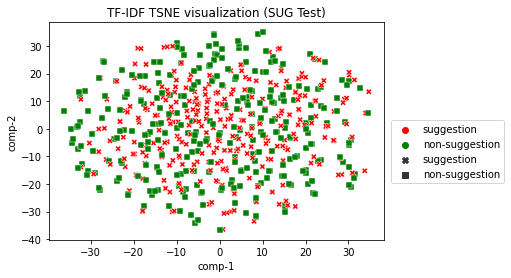 TF-IDF TSNE visualization (SUG Test)
comp-2
30
20
10
0
−10
−20
−30
−40
−30
−20
−10
0
10
20
30
comp-1
suggestion
non-suggestion
suggestion
non-suggestion